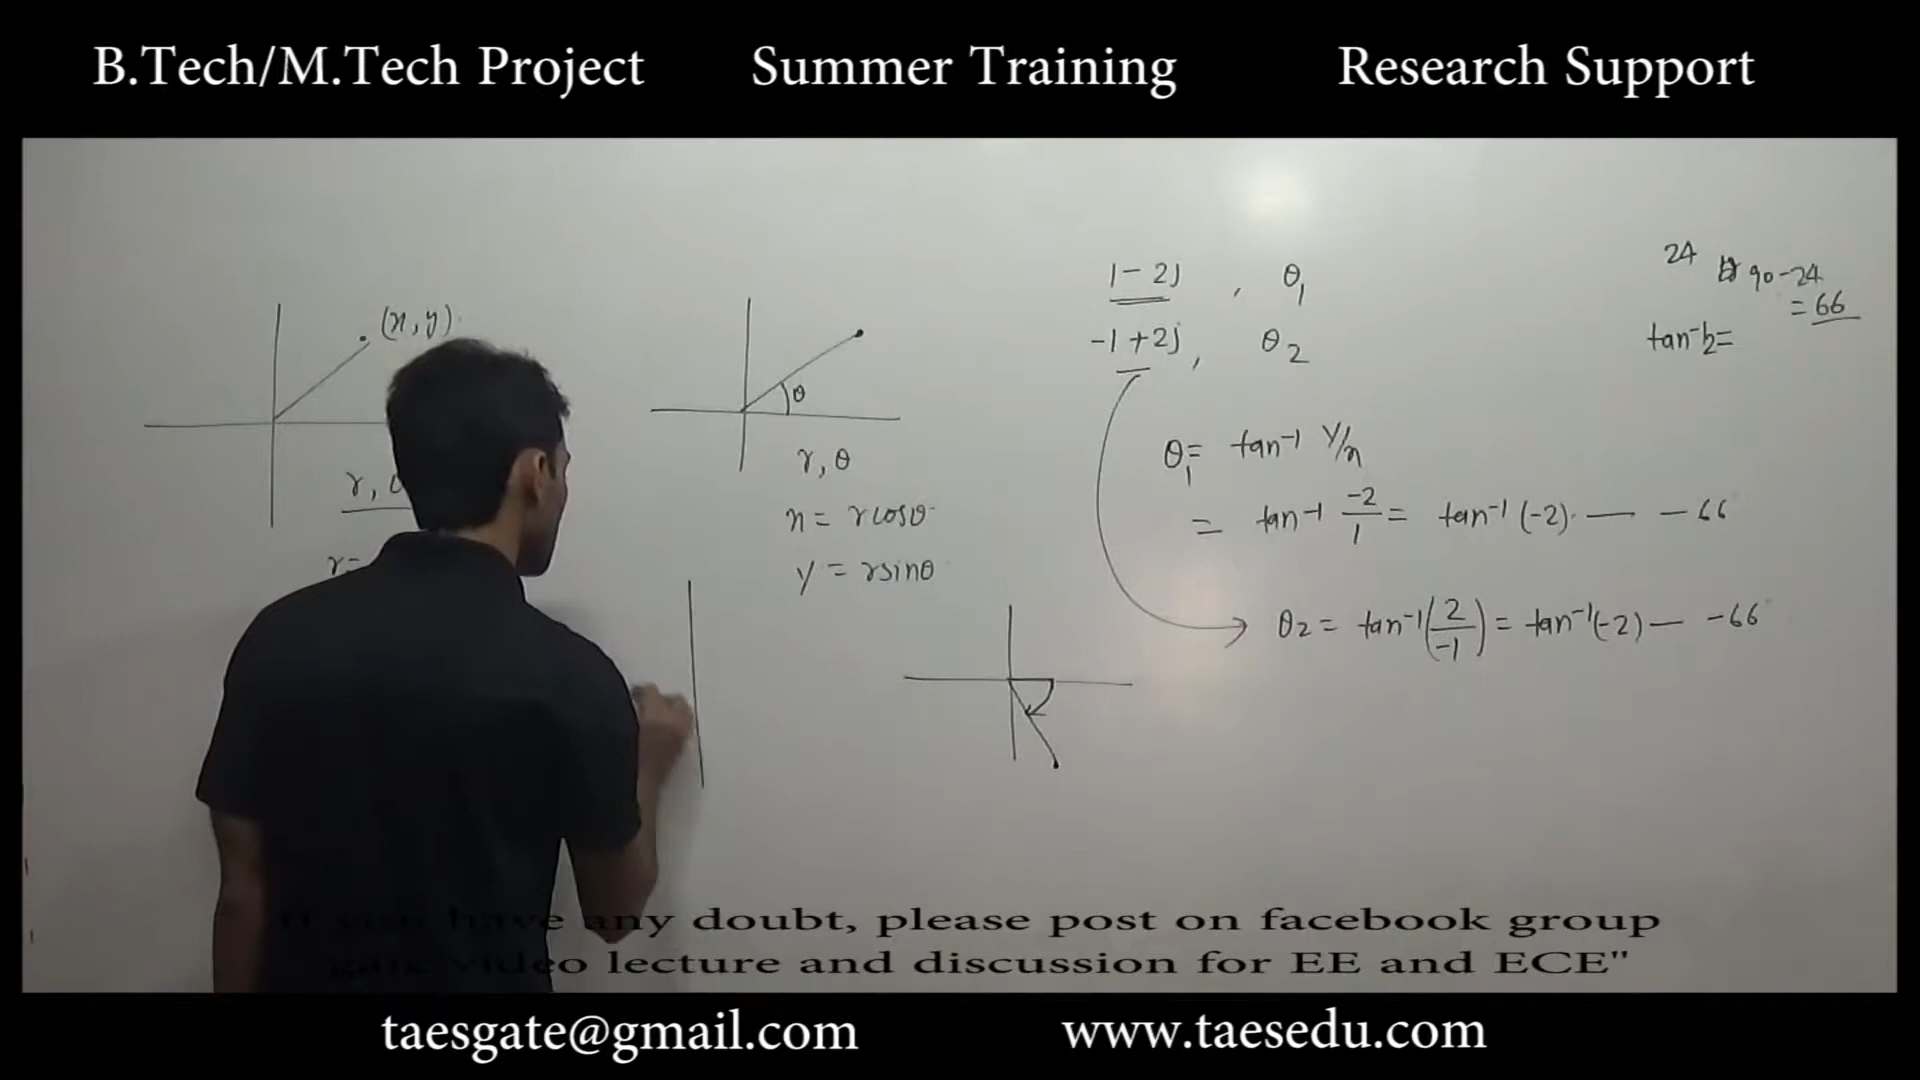 B.Tech/M.Tech Project Summer Training Research Support
(x, y)
r,
r=
θ
r, θ
x = r cosθ
y = r sinθ
1 - 2J , θ1
-1 + 2J , θ2
24 90-24
= 66
θ1 = tan-1 y/x
= tan-1 -2/1 = tan-1 (-2) — -66
θ2 = tan-1 (2/-1) = tan-1 (-2) — -66
any doubt, please post on facebook group
video lecture and discussion for EE and ECE"
taesgate@gmail.com www.taesedu.com